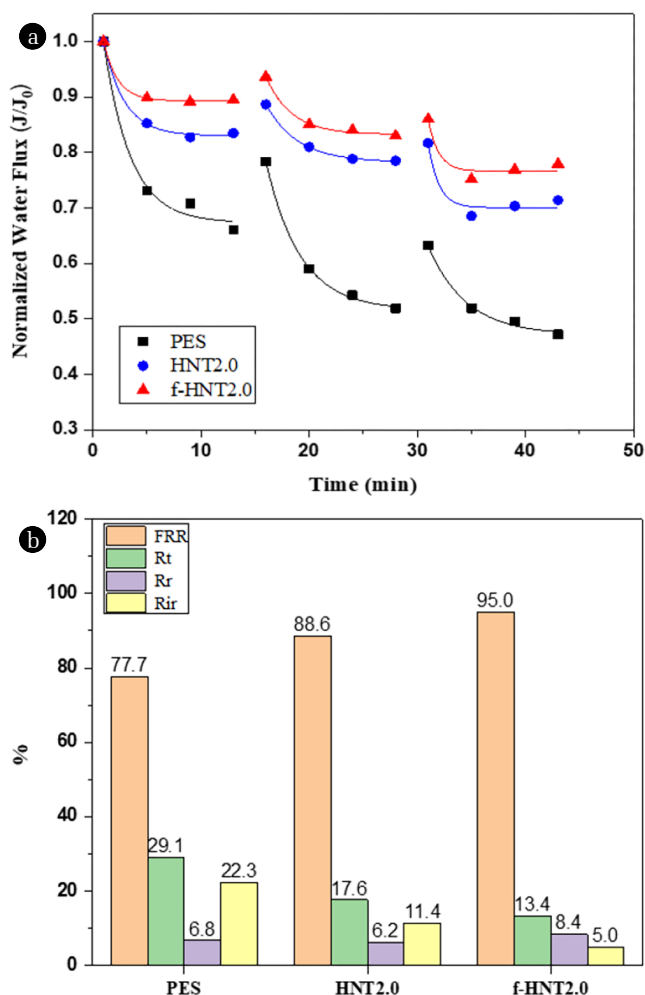 a
1.0
0.9
0.8
0.7
0.6
0.5
0.4
0.3
Normalized Water Flux (J/J0)
PES
HNT2.0
f-HNT2.0
0 10 20 30 40 50
Time (min)
b
120
100
80
60
40
20
0
%
FRR
Rt
Rr
Rir
77.7
29.1
6.8
22.3
88.6
17.6
6.2
11.4
95.0
13.4
8.4
5.0
PES HNT2.0 f-HNT2.0